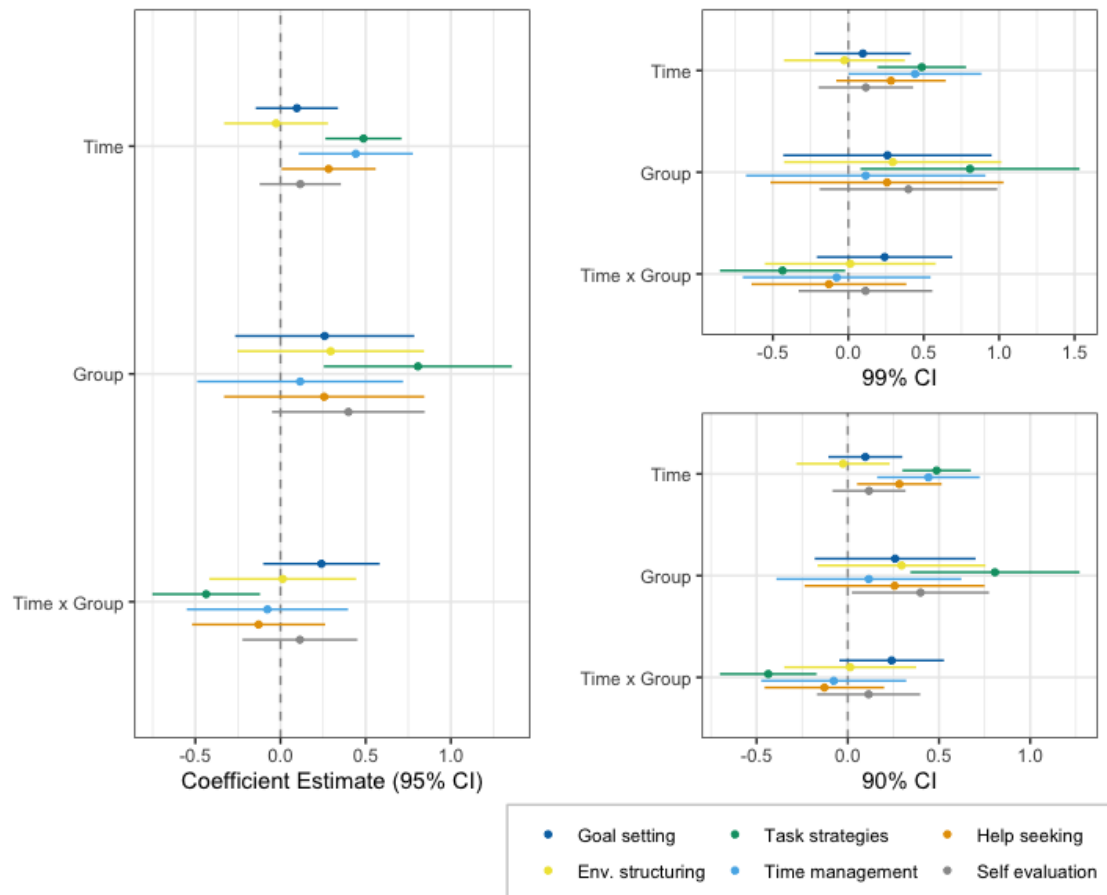 Time
Group
Time x Group
-0.5 0.0 0.5 1.0
Coefficient Estimate (95% CI)
Time
Group
Time x Group
-0.5 0.0 0.5 1.0 1.5
99% CI
Time
Group
Time x Group
-0.5 0.0 0.5 1.0
90% CI
Goal setting Task strategies Help seeking
Env. structuring Time management Self evaluation